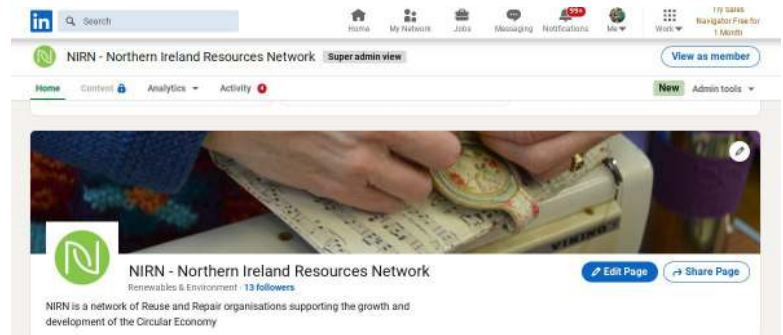 in Search
Home
My Network
Jobs
Messaging
99+
Notifications
Me
Work
Try Sales
Navigator Free for
1 Month
NIRN - Northern Ireland Resources Network Super admin view
View as member
Home Content Analytics Activity 4
New Admin tools
VIKING
NIRN - Northern Ireland Resources Network
Renewables & Environment · 13 followers
Edit Page
Share Page
NIRN is a network of Reuse and Repair organisations supporting the growth and
development of the Circular Economy